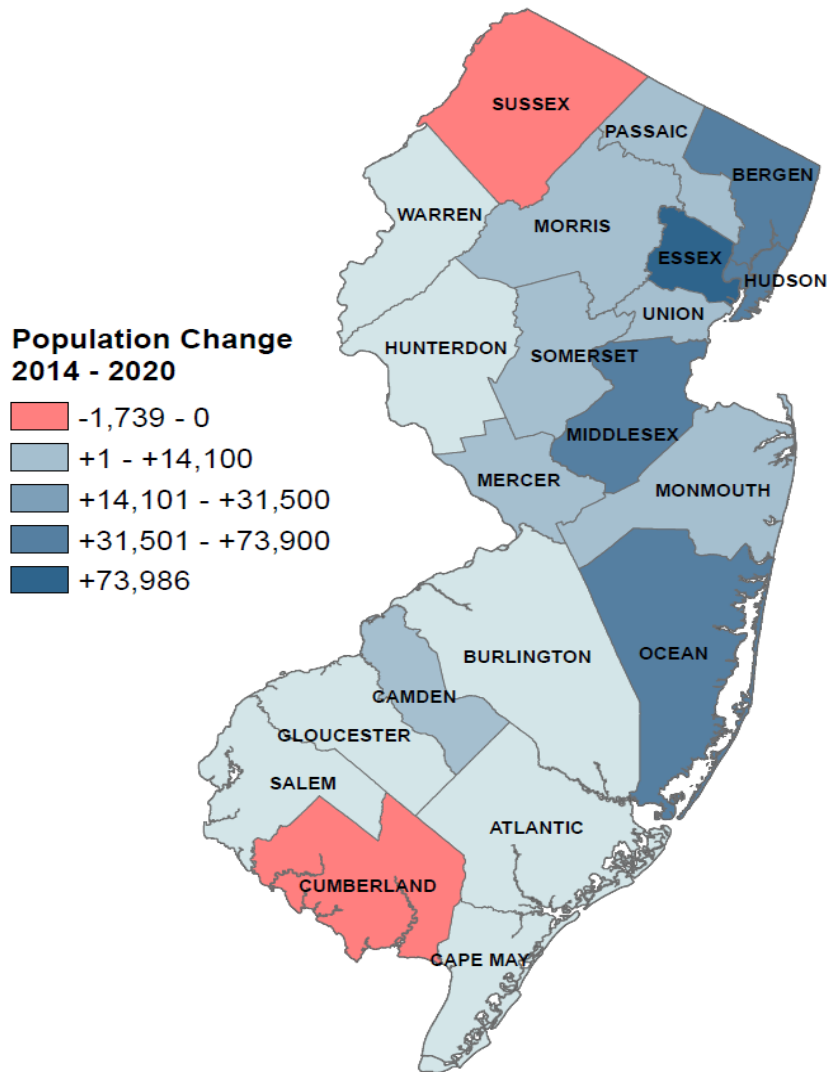 SUSSEX
PASSAIC
BERGEN
WARREN
MORRIS
ESSEX
HUDSON
UNION
Population Change
2014 - 2020
HUNTERDON
SOMERSET
-1,739 - 0
MIDDLESEX
+1 - +14,100
MERCER
MONMOUTH
+14,101 - +31,500
+31,501 - +73,900
+73,986
BURLINGTON
OCEAN
CAMDEN
GLOUCESTER
SALEM
ATLANTIC
CUMBERLAND
CAPE MAY